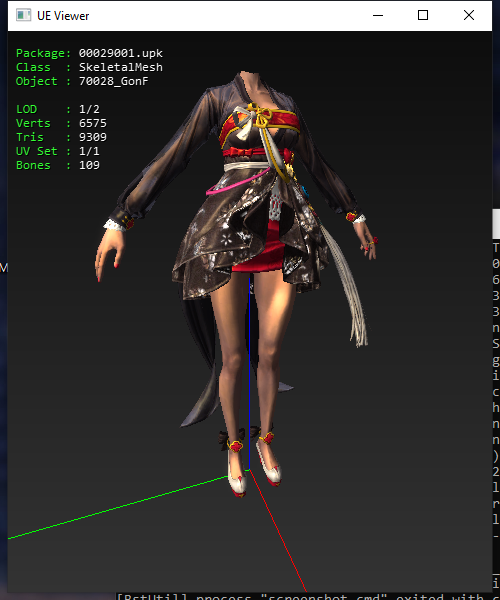 UE Viewer
Package: 00029001.upk
Class : SkeletalMesh
Object : 70028_GonF
LOD : 1/2
Verts : 6575
Tris : 9309
UV Set : 1/1
Bones : 109
[RstUtil] process "screenshot.cmd" exited with c